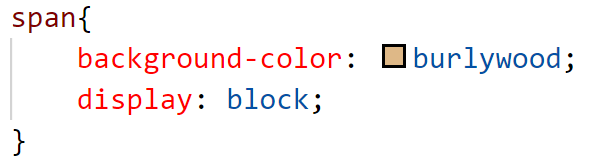 span{
    background-color: burlywood;
    display: block;
}